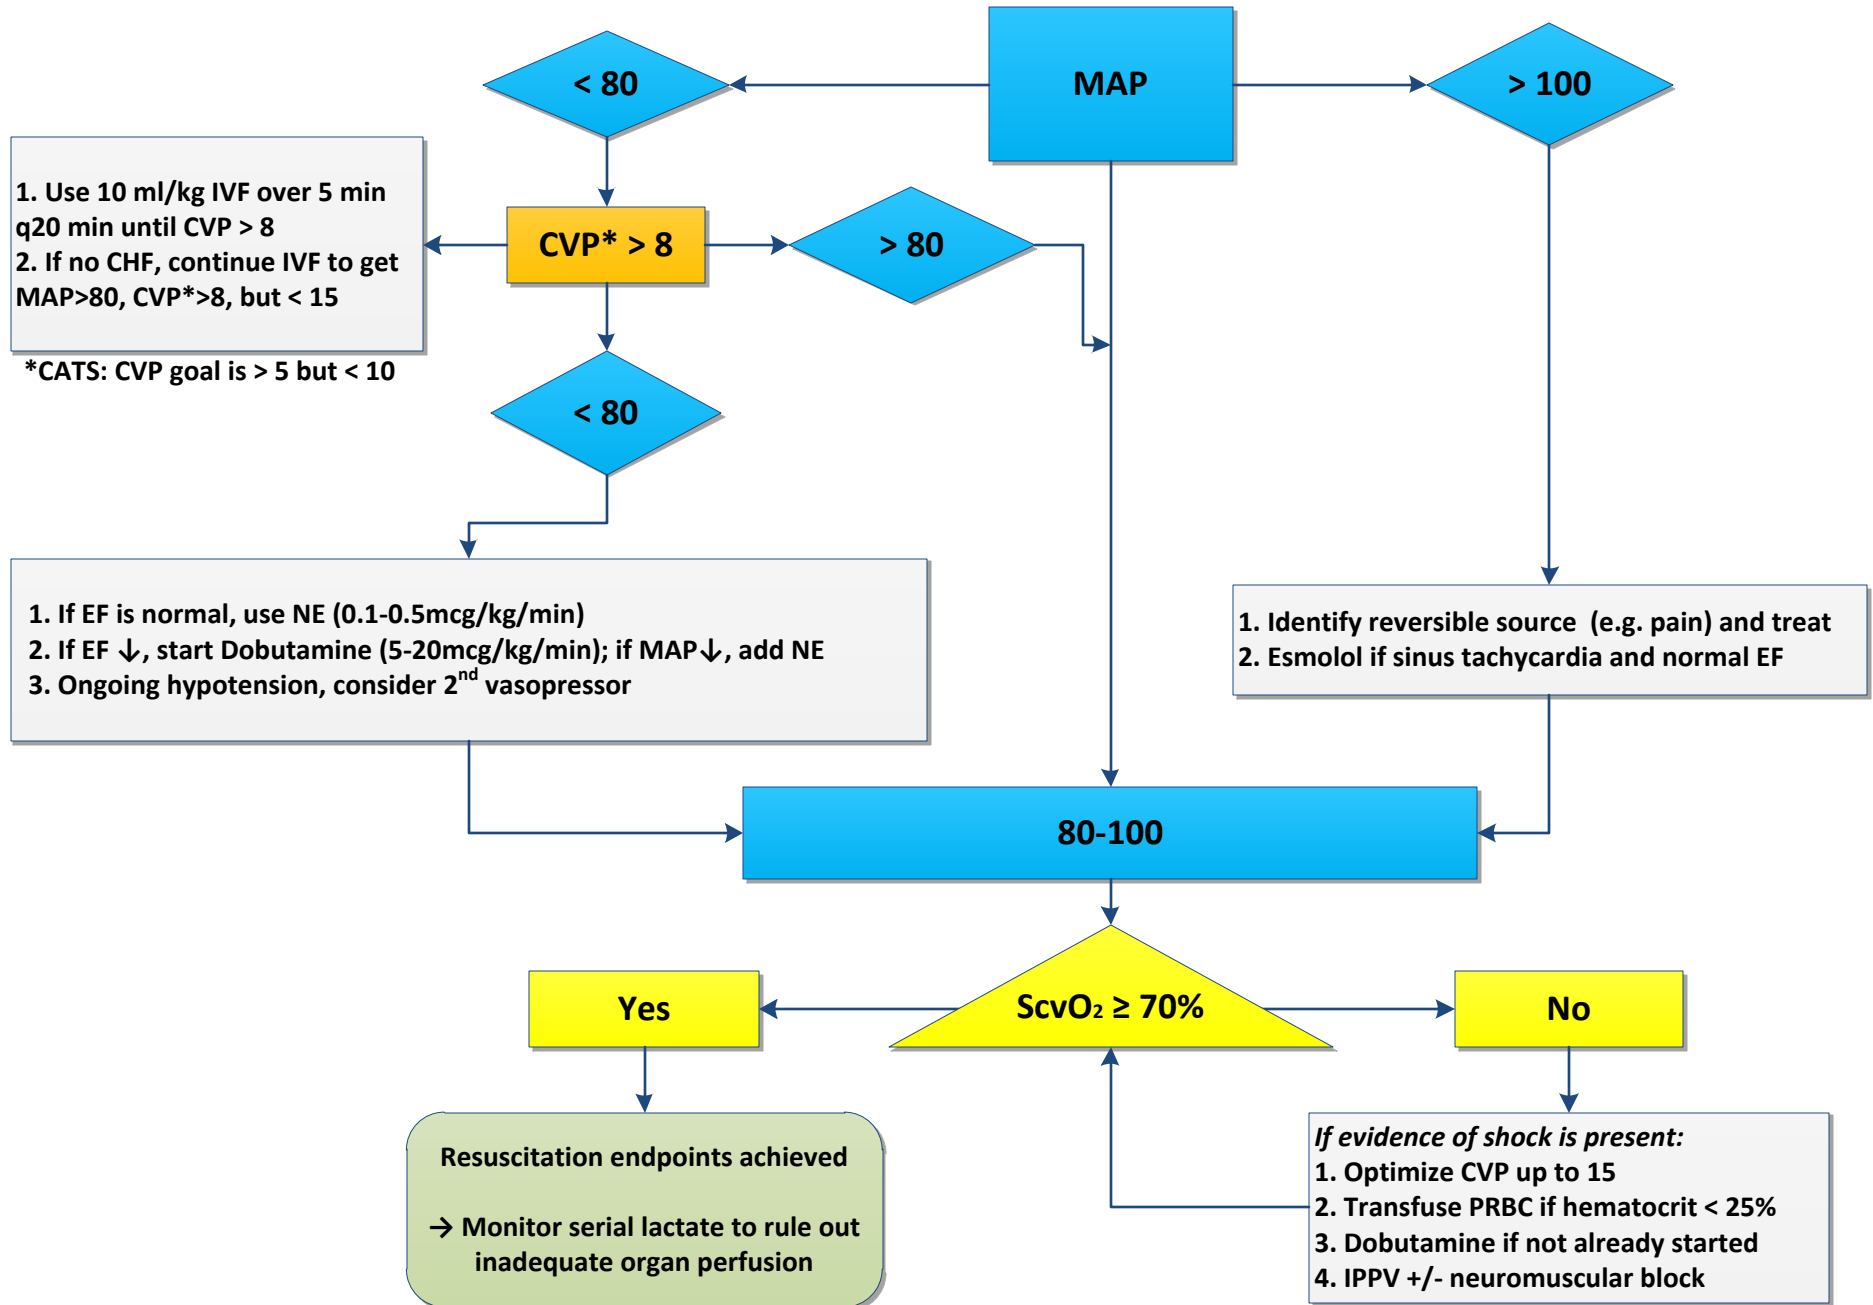 MAP
< 80
> 100
1. Use 10 ml/kg IVF over 5 min
q20 min until CVP > 8
2. If no CHF, continue IVF to get
MAP>80, CVP*>8, but < 15
CVP* > 8
> 80
*CATS: CVP goal is > 5 but < 10
< 80
1. If EF is normal, use NE (0.1-0.5mcg/kg/min)
2. If EF ↓, start Dobutamine (5-20mcg/kg/min); if MAP↓, add NE
3. Ongoing hypotension, consider 2nd vasopressor
1. Identify reversible source (e.g. pain) and treat
2. Esmolol if sinus tachycardia and normal EF
80-100
ScvO₂ ≥ 70%
Yes
No
Resuscitation endpoints achieved
→ Monitor serial lactate to rule out
inadequate organ perfusion
If evidence of shock is present:
1. Optimize CVP up to 15
2. Transfuse PRBC if hematocrit < 25%
3. Dobutamine if not already started
4. IPPV +/- neuromuscular block